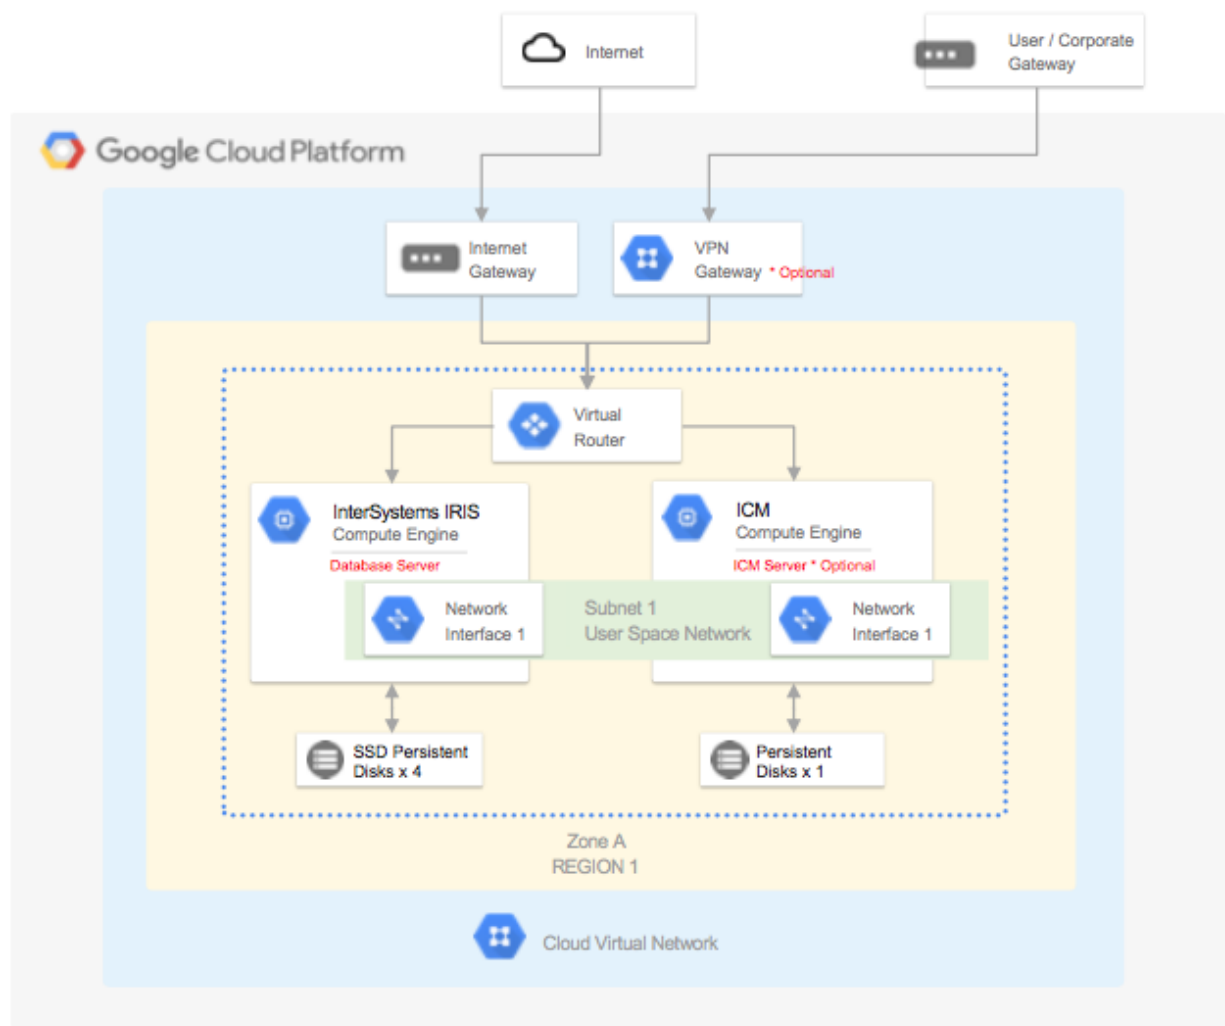 Internet
User / Corporate
Gateway
Google Cloud Platform
Internet
Gateway
VPN
Gateway * Optional
Virtual
Router
InterSystems IRIS
Compute Engine
Database Server
ICM
Compute Engine
ICM Server * Optional
Network
Interface 1
Subnet 1
User Space Network
Network
Interface 1
SSD Persistent
Disks x 4
Persistent
Disks x 1
Zone A
REGION 1
Cloud Virtual Network